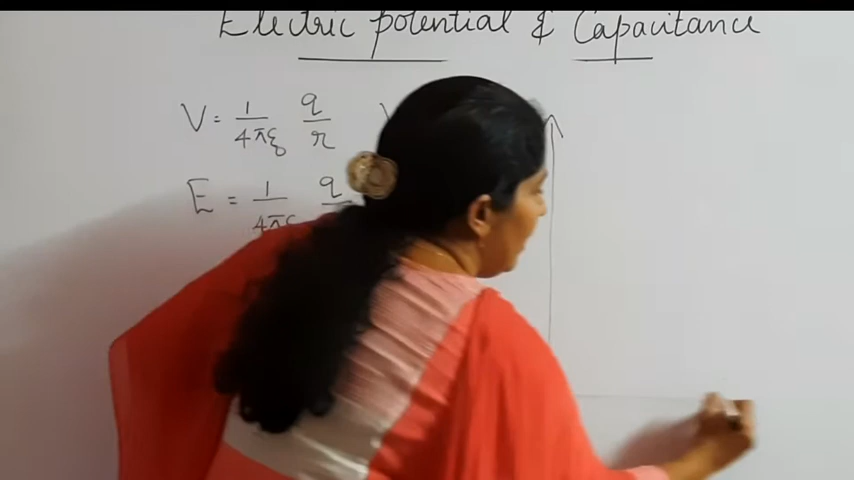 Electric potential & Capacitance
V = 1/4πε₀ q/r V
E = 1/4πε q